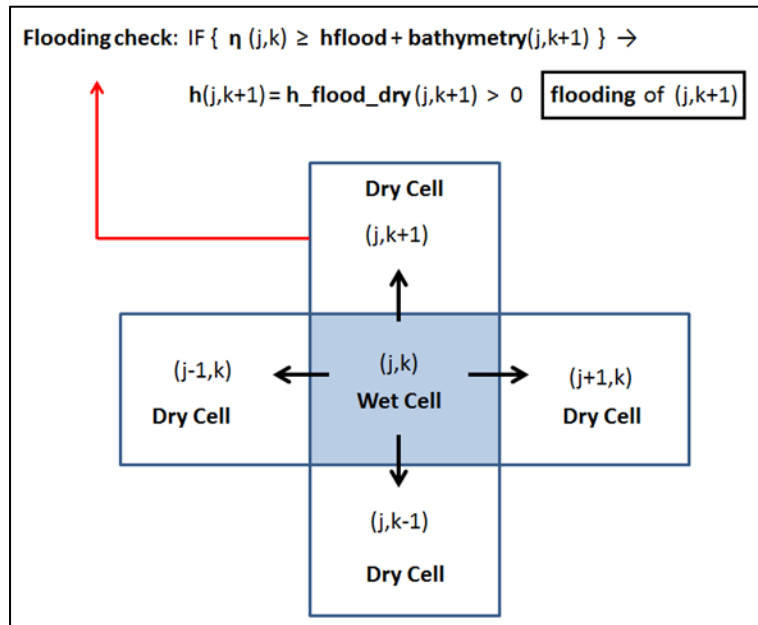 Flooding check: IF { η (j,k) ≥ hflood + bathymetry(j,k+1) } →
h(j,k+1) = h_flood_dry(j,k+1) > 0 flooding of (j,k+1)
Dry Cell
(j,k+1)
(j-1,k) (j,k) (j+1,k)
Dry Cell Wet Cell Dry Cell
(j,k-1)
Dry Cell